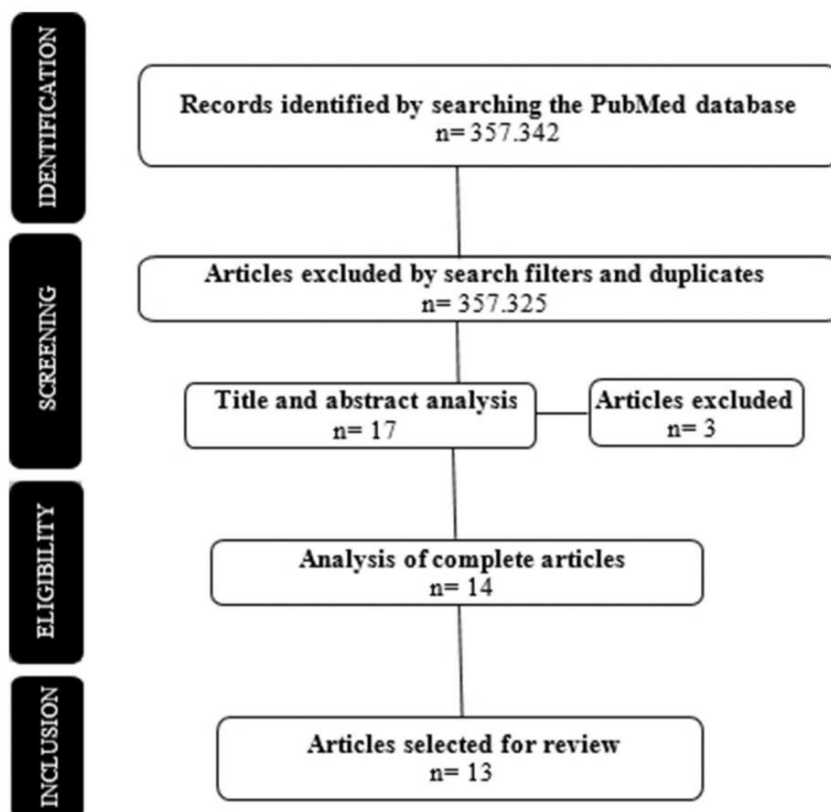 IDENTIFICATION
Records identified by searching the PubMed database
n= 357.342
SCREENING
Articles excluded by search filters and duplicates
n= 357.325
Title and abstract analysis
n= 17
Articles excluded
n= 3
ELIGIBILITY
Analysis of complete articles
n= 14
INCLUSION
Articles selected for review
n= 13